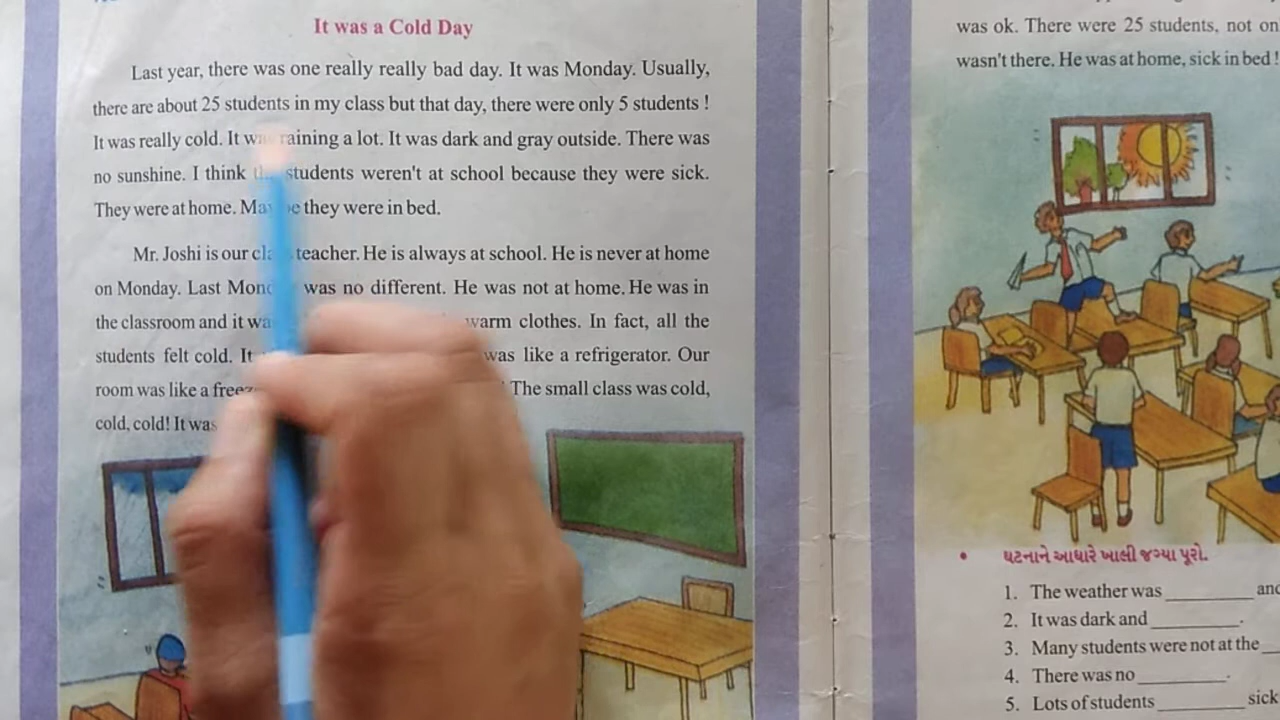 It was a Cold Day
Last year, there was one really really bad day. It was Monday. Usually,
there are about 25 students in my class but that day, there were only 5 students !
It was really cold. It raining a lot. It was dark and gray outside. There was
no sunshine. I think students weren't at school because they were sick.
They were at home. they were in bed.
Mr. Joshi is our teacher. He is always at school. He is never at home
on Monday. Last was no different. He was not at home. He was in
the classroom and it warm clothes. In fact, all the
students felt cold. It was like a refrigerator. Our
room was like a The small class was cold,
cold, cold! It was
was ok. There were 25 students, not
wasn't there. He was at home, sick in bed !
• ઘટનાને આધારે ખાલી જગ્યા પૂરો.
1. The weather was ________
2. It was dark and ________.
3. Many students were not at the
4. There was no ________.
5. Lots of students ________ sick